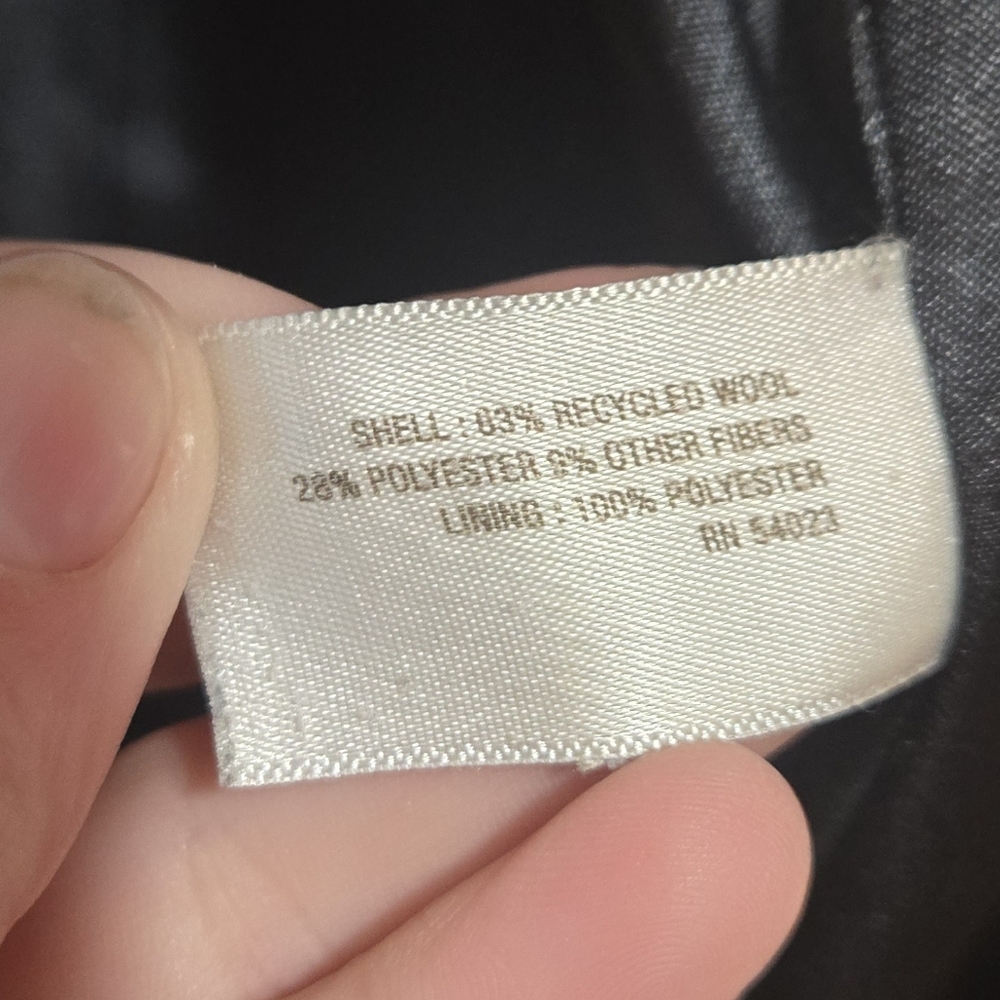 SHELL : 63% RECYCLED WOOL
28% POLYESTER 9% OTHER FIBERS
LINING : 100% POLYESTER
RN 54023